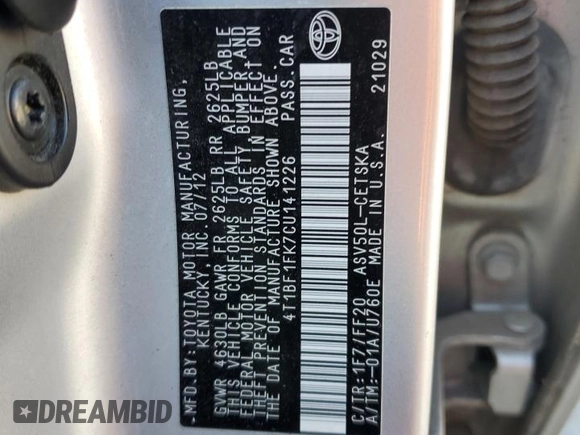 MFD.BY: TOYOTA MOTOR MANUFACTURING,
KENTUCKY, INC. 07/12
GVWR 4630LB GAWR FR 2625LB RR 2625LB
THIS VEHICLE CONFORMS TO ALL APPLICABLE
FEDERAL MOTOR VEHICLE SAFETY, BUMPER, AND
THEFT PREVENTION STANDARDS IN EFFECT ON
THE DATE OF MANUFACTURE SHOWN ABOVE.
4T1BF1FK7CU141226 PASS.CAR
C/TR: 1F7/FF20 ASV50L-CETSKA
A/TM:-01A/U760E MADE IN U.S.A.
21029
TOYOTA
DREAMBID